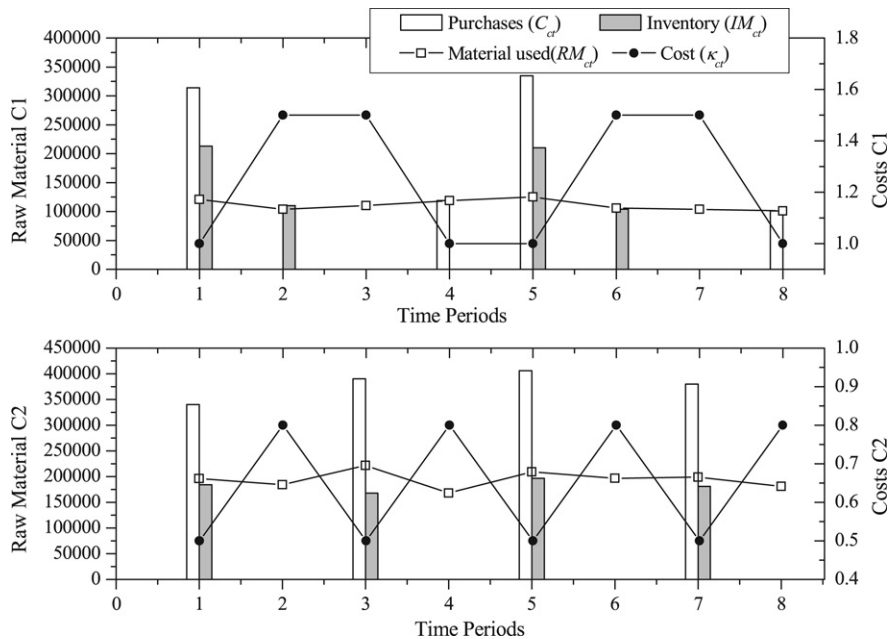 Purchases (C_ct) Inventory (IM_ct)
Material used(RM_ct) Cost (κ_ct)
400000 1.8
350000
300000 1.6
250000
200000 1.4
150000 1.2
100000
50000 1.0
0
Raw Material C1
Costs C1
0 1 2 3 4 5 6 7 8
Time Periods
450000 1.0
400000 0.9
350000
300000 0.8
250000 0.7
200000
150000 0.6
100000 0.5
50000
0 0.4
Raw Material C2
Costs C2
0 1 2 3 4 5 6 7 8
Time Periods